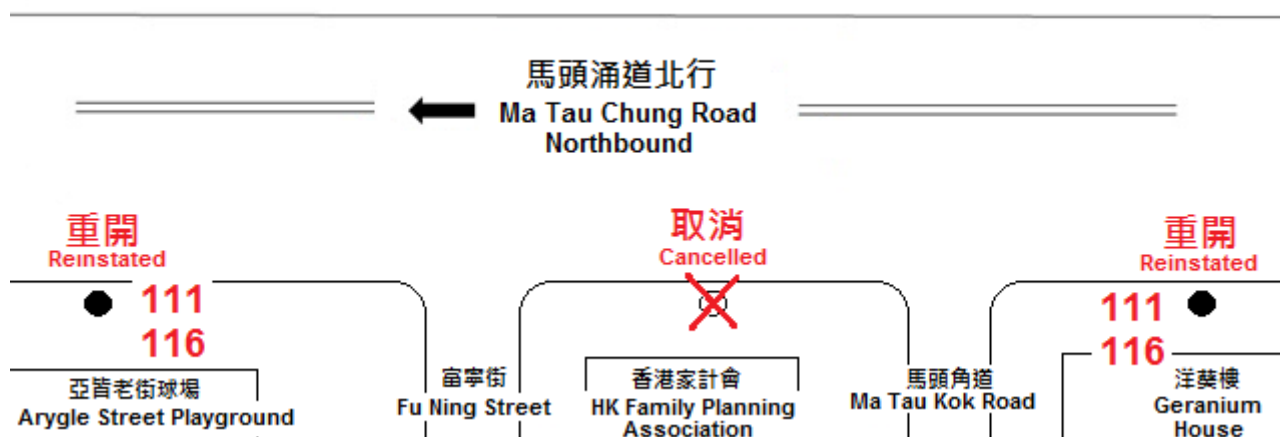 馬頭涌道北行
Ma Tau Chung Road
Northbound
重開
Reinstated
111
116
亞皆老街球場
Arygle Street Playground
富寧街
Fu Ning Street
取消
Cancelled
香港家計會
HK Family Planning
Association
馬頭角道
Ma Tau Kok Road
重開
Reinstated
111
116
洋葵樓
Geranium
House